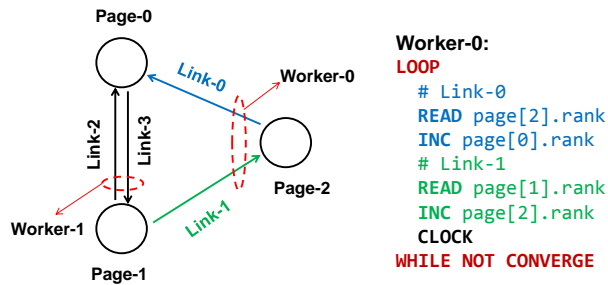 Page-0
Link-0
Worker-0
Link-2
Link-3
Page-2
Link-1
Worker-1
Page-1
Worker-0:
LOOP
# Link-0
READ page[2].rank
INC page[0].rank
# Link-1
READ page[1].rank
INC page[2].rank
CLOCK
WHILE NOT CONVERGE